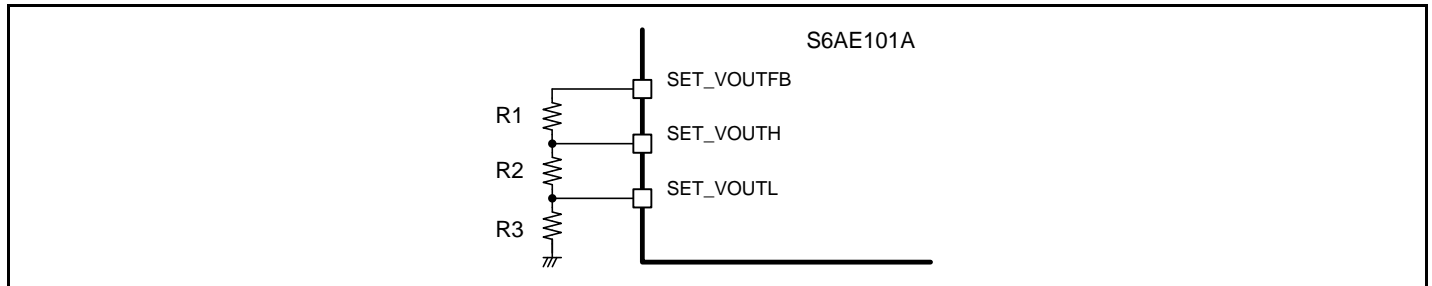 S6AE101A
SET_VOUTFB
R1
SET_VOUTH
R2
SET_VOUTL
R3